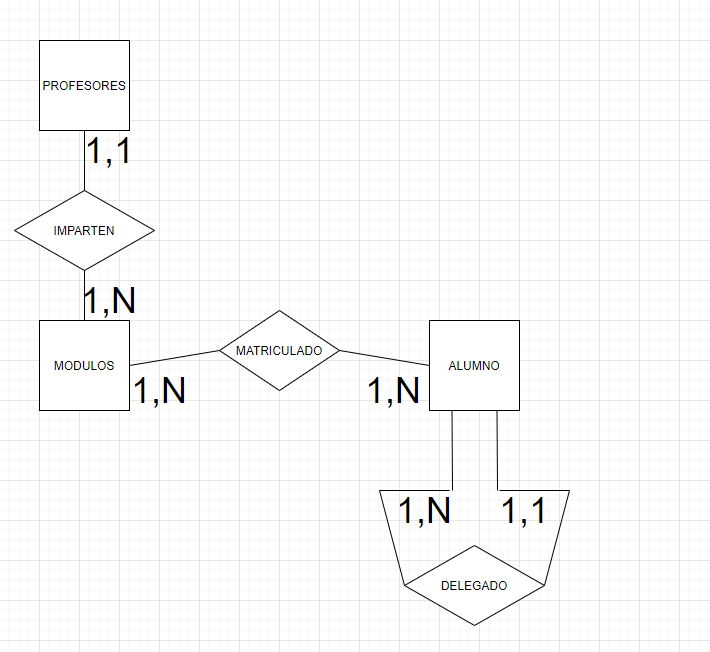 PROFESORES
1,1
IMPARTEN
1,N
MODULOS
MATRICULADO
ALUMNO
1,N
1,N
1,N
1,1
DELEGADO